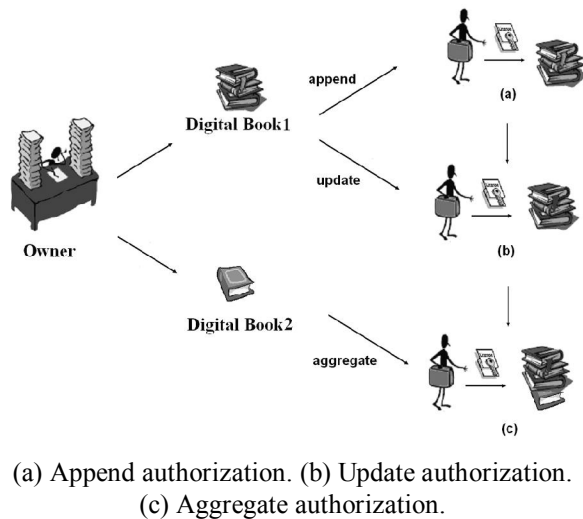 append
(a)
Digital Book1
update
Owner
(b)
Digital Book2
aggregate
(c)
(a) Append authorization. (b) Update authorization.
(c) Aggregate authorization.